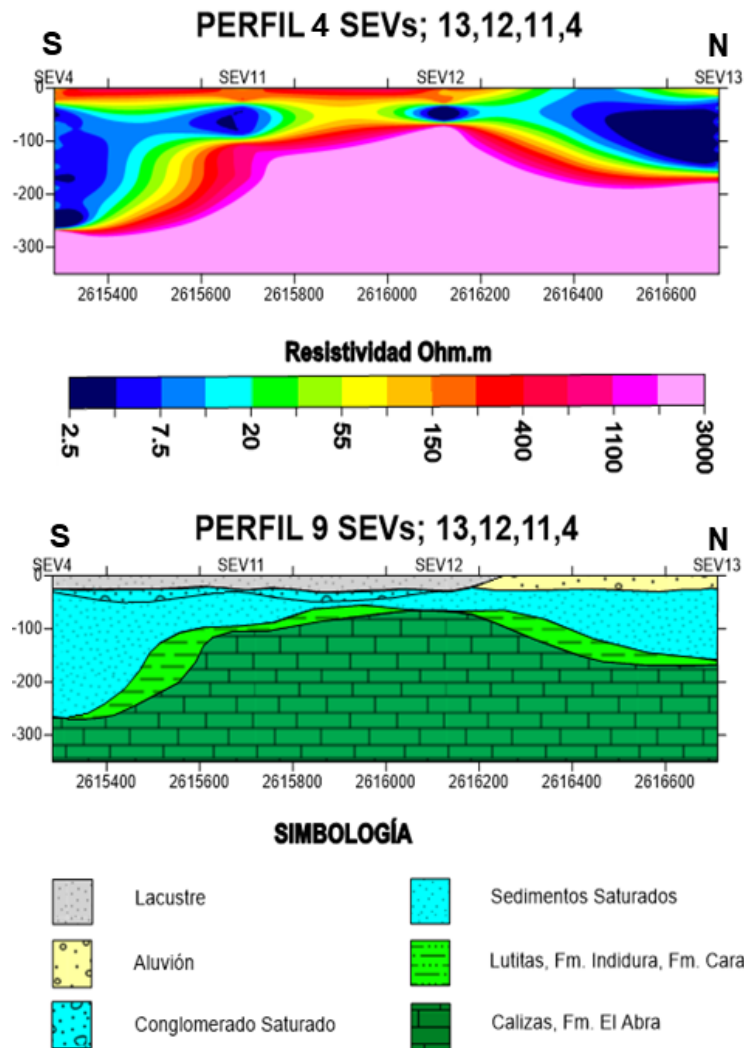 PERFIL 4 SEVs; 13,12,11,4
S
N
SEV4 SEV11 SEV12 SEV13
0
-100
-200
-300
2615400 2615600 2615800 2616000 2616200 2616400 2616600
Resistividad Ohm.m
2.5 7.5 20 55 150 400 1100 3000
PERFIL 9 SEVs; 13,12,11,4
S
N
SEV4 SEV11 SEV12 SEV13
0
-100
-200
-300
2615400 2615600 2615800 2616000 2616200 2616400 2616600
SIMBOLOGÍA
Lacustre
Sedimentos Saturados
Aluvión
Lutitas, Fm. Indidura, Fm. Cara
Conglomerado Saturado
Calizas, Fm. El Abra